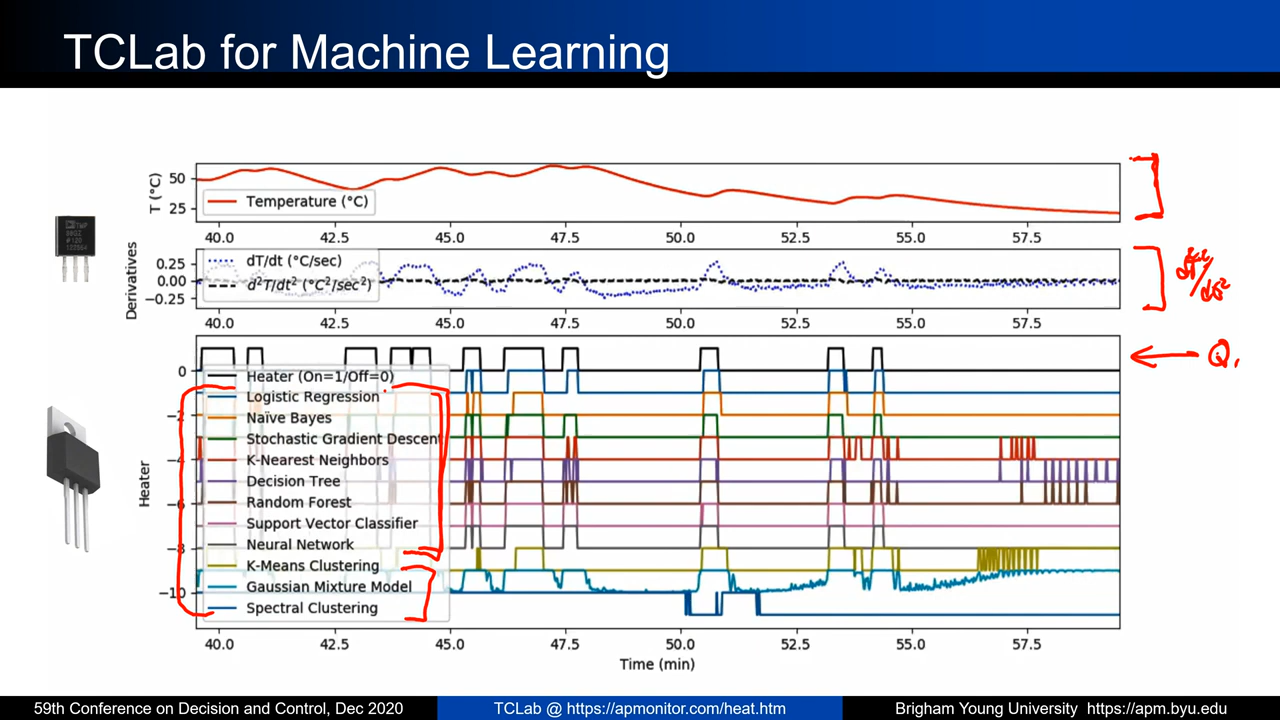 TCLab for Machine Learning
T (°C)
50
25
Temperature (°C)
40.0 42.5 45.0 47.5 50.0 52.5 55.0 57.5
Derivatives
0.25
0.00
−0.25
dT/dt (°C/sec)
d²T/dt² (°C²/sec²)
40.0 42.5 45.0 47.5 50.0 52.5 55.0 57.5
Q₁
Heater
0
−2
−4
−6
−8
−10
Heater (On=1/Off=0)
Logistic Regression
Naïve Bayes
Stochastic Gradient Descent
K-Nearest Neighbors
Decision Tree
Random Forest
Support Vector Classifier
Neural Network
K-Means Clustering
Gaussian Mixture Model
Spectral Clustering
40.0 42.5 45.0 47.5 50.0 52.5 55.0 57.5
Time (min)
59th Conference on Decision and Control, Dec 2020
TCLab @ https://apmonitor.com/heat.htm
Brigham Young University https://apm.byu.edu